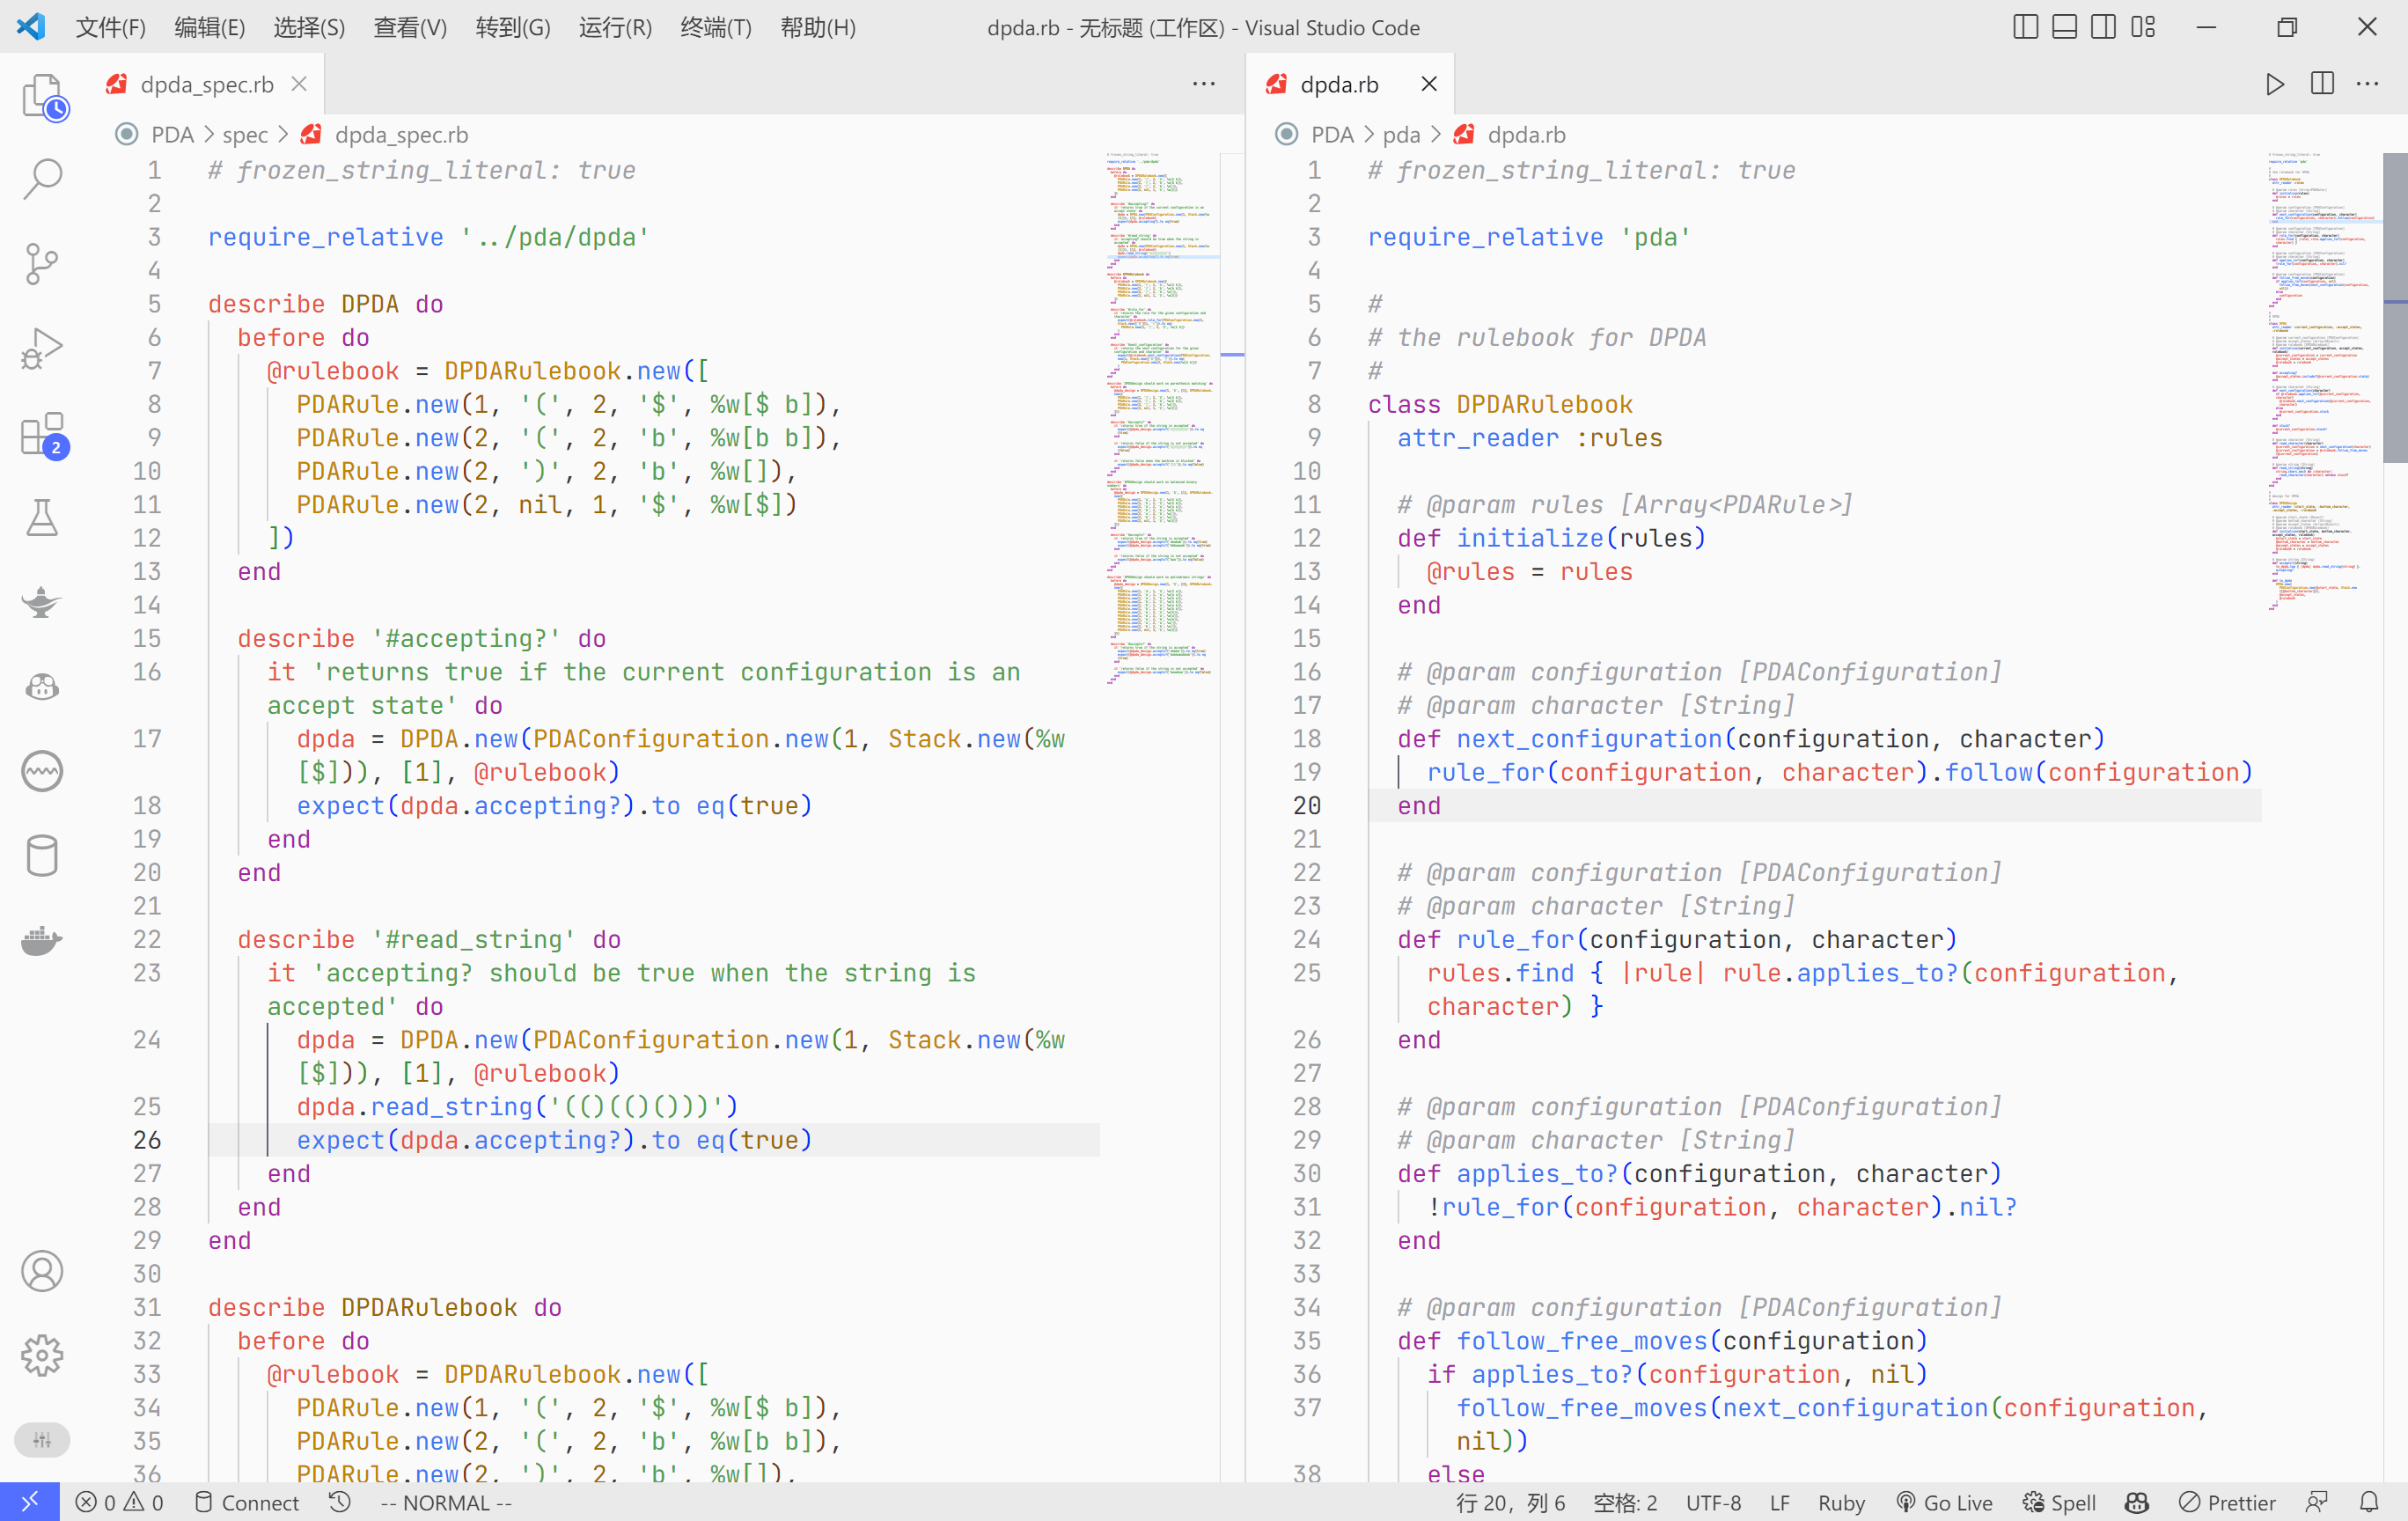 文件(F) 编辑(E) 选择(S) 查看(V) 转到(G) 运行(R) 终端(T) 帮助(H) dpda.rb - 无标题 (工作区) - Visual Studio Code
dpda_spec.rb
PDA > spec > dpda_spec.rb
1 # frozen_string_literal: true
2
3 require_relative '../pda/dpda'
4
5 describe DPDA do
6 before do
7 @rulebook = DPDARulebook.new([
8 PDARule.new(1, '(', 2, '$', %w[$ b]),
9 PDARule.new(2, '(', 2, 'b', %w[b b]),
10 PDARule.new(2, ')', 2, 'b', %w[]),
11 PDARule.new(2, nil, 1, '$', %w[$])
12 ])
13 end
14
15 describe '#accepting?' do
16 it 'returns true if the current configuration is an
accept state' do
17 dpda = DPDA.new(PDAConfiguration.new(1, Stack.new(%w
[$])), [1], @rulebook)
18 expect(dpda.accepting?).to eq(true)
19 end
20 end
21
22 describe '#read_string' do
23 it 'accepting? should be true when the string is
accepted' do
24 dpda = DPDA.new(PDAConfiguration.new(1, Stack.new(%w
[$])), [1], @rulebook)
25 dpda.read_string('(()(()()))')
26 expect(dpda.accepting?).to eq(true)
27 end
28 end
29 end
30
31 describe DPDARulebook do
32 before do
33 @rulebook = DPDARulebook.new([
34 PDARule.new(1, '(', 2, '$', %w[$ b]),
35 PDARule.new(2, '(', 2, 'b', %w[b b]),
36 PDARule.new(2, ')', 2, 'b', %w[]),
dpda.rb
PDA > pda > dpda.rb
1 # frozen_string_literal: true
2
3 require_relative 'pda'
4
5 #
6 # the rulebook for DPDA
7 #
8 class DPDARulebook
9 attr_reader :rules
10
11 # @param rules [Array<PDARule>]
12 def initialize(rules)
13 @rules = rules
14 end
15
16 # @param configuration [PDAConfiguration]
17 # @param character [String]
18 def next_configuration(configuration, character)
19 rule_for(configuration, character).follow(configuration)
20 end
21
22 # @param configuration [PDAConfiguration]
23 # @param character [String]
24 def rule_for(configuration, character)
25 rules.find { |rule| rule.applies_to?(configuration,
character) }
26 end
27
28 # @param configuration [PDAConfiguration]
29 # @param character [String]
30 def applies_to?(configuration, character)
31 !rule_for(configuration, character).nil?
32 end
33
34 # @param configuration [PDAConfiguration]
35 def follow_free_moves(configuration)
36 if applies_to?(configuration, nil)
37 follow_free_moves(next_configuration(configuration,
nil))
38 else
2
0 0 Connect -- NORMAL -- 行 20，列 6 空格: 2 UTF-8 LF Ruby Go Live Spell Prettier